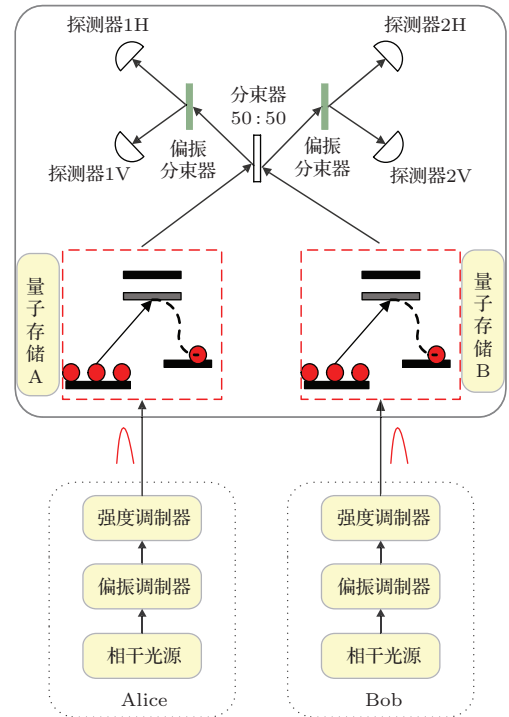 探测器1H
探测器2H
分束器
50 : 50
探测器1V
偏振
分束器
偏振
分束器
探测器2V
量
子
存
储
A
量
子
存
储
B
强度调制器
强度调制器
偏振调制器
偏振调制器
相干光源
相干光源
Alice
Bob